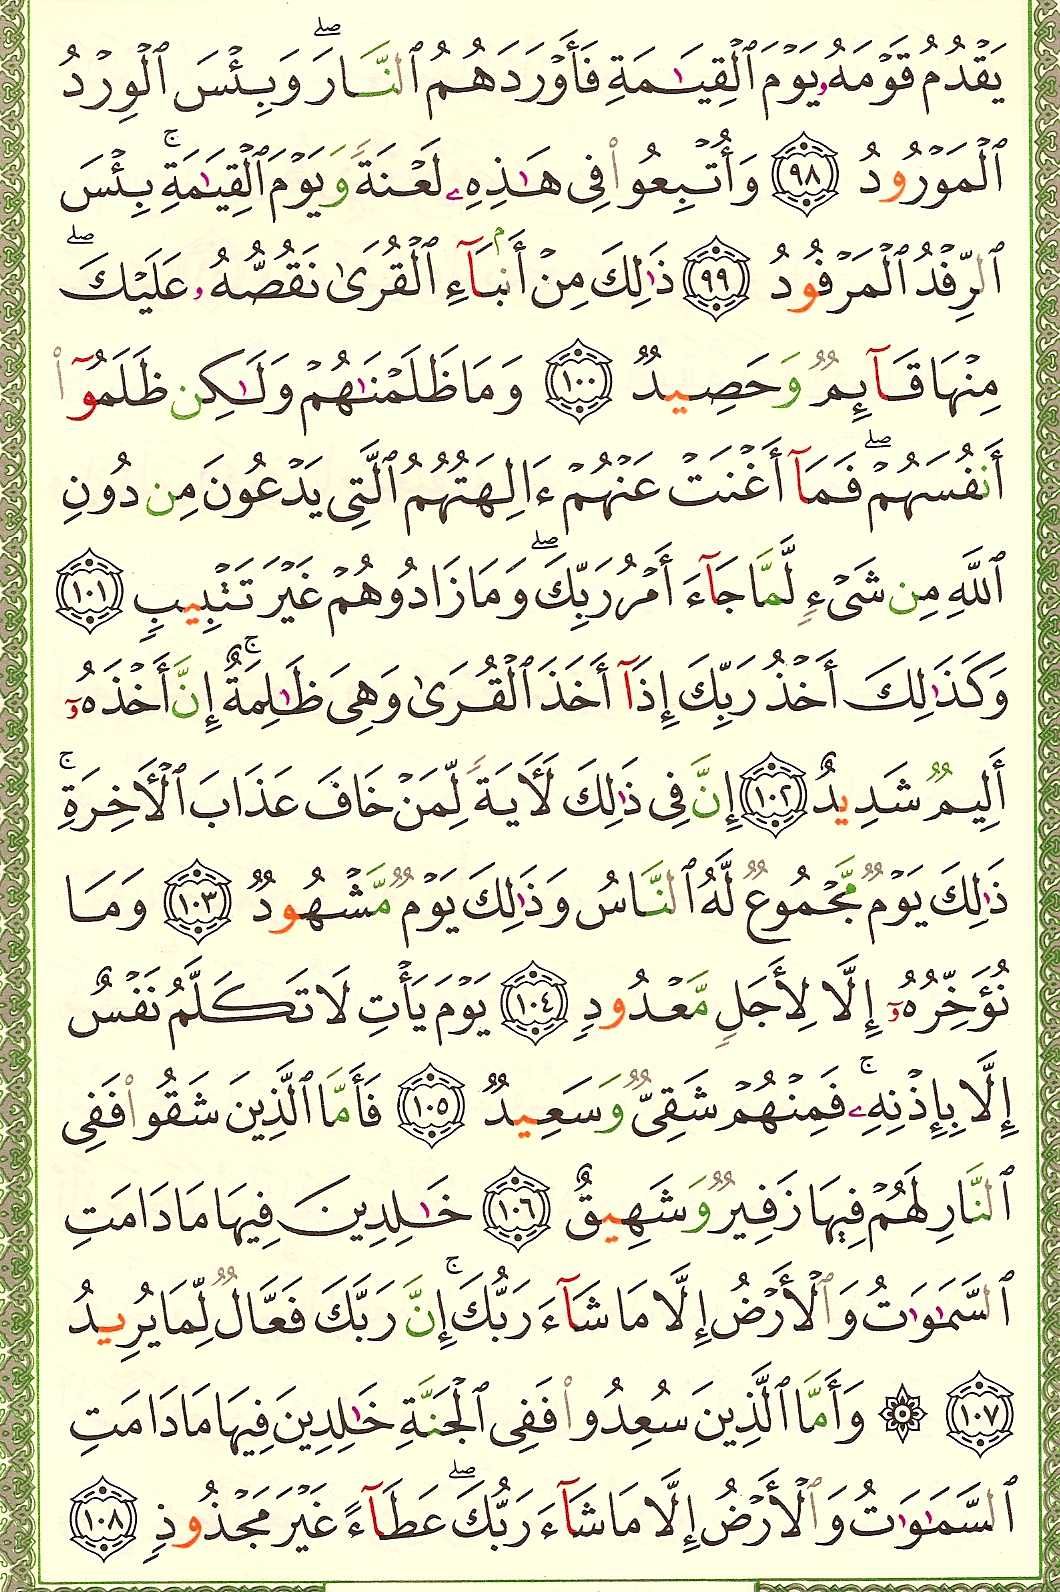 يَقْدُمُ قَوْمَهُۥ يَوْمَ ٱلْقِيَـٰمَةِ فَأَوْرَدَهُمُ ٱلنَّارَ ۖ وَبِئْسَ ٱلْوِرْدُ
ٱلْمَوْرُودُ ٩٨ وَأُتْبِعُوا۟ فِى هَـٰذِهِۦ لَعْنَةً وَيَوْمَ ٱلْقِيَـٰمَةِ ۚ بِئْسَ
ٱلرِّفْدُ ٱلْمَرْفُودُ ٩٩ ذَٰلِكَ مِنْ أَنۢبَآءِ ٱلْقُرَىٰ نَقُصُّهُۥ عَلَيْكَ ۖ
مِنْهَا قَآئِمٌ وَحَصِيدٌ ١٠٠ وَمَا ظَلَمْنَـٰهُمْ وَلَـٰكِن ظَلَمُوٓا۟
أَنفُسَهُمْ ۖ فَمَآ أَغْنَتْ عَنْهُمْ ءَالِهَتُهُمُ ٱلَّتِى يَدْعُونَ مِن دُونِ
ٱللَّهِ مِن شَىْءٍ لَّمَّا جَآءَ أَمْرُ رَبِّكَ ۖ وَمَا زَادُوهُمْ غَيْرَ تَتْبِيبٍ ١٠١
وَكَذَٰلِكَ أَخْذُ رَبِّكَ إِذَآ أَخَذَ ٱلْقُرَىٰ وَهِىَ ظَـٰلِمَةٌ ۚ إِنَّ أَخْذَهُۥٓ
أَلِيمٌ شَدِيدٌ ١٠٢ إِنَّ فِى ذَٰلِكَ لَـَٔايَةً لِّمَنْ خَافَ عَذَابَ ٱلْـَٔاخِرَةِ ۚ
ذَٰلِكَ يَوْمٌ مَّجْمُوعٌ لَّهُ ٱلنَّاسُ وَذَٰلِكَ يَوْمٌ مَّشْهُودٌ ١٠٣ وَمَا
نُؤَخِّرُهُۥٓ إِلَّا لِأَجَلٍ مَّعْدُودٍ ١٠٤ يَوْمَ يَأْتِ لَا تَكَلَّمُ نَفْسٌ
إِلَّا بِإِذْنِهِۦ ۚ فَمِنْهُمْ شَقِىٌّ وَسَعِيدٌ ١٠٥ فَأَمَّا ٱلَّذِينَ شَقُوا۟ فَفِى
ٱلنَّارِ لَهُمْ فِيهَا زَفِيرٌ وَشَهِيقٌ ١٠٦ خَـٰلِدِينَ فِيهَا مَا دَامَتِ
ٱلسَّمَـٰوَٰتُ وَٱلْأَرْضُ إِلَّا مَا شَآءَ رَبُّكَ ۚ إِنَّ رَبَّكَ فَعَّالٌ لِّمَا يُرِيدُ
١٠٧ وَأَمَّا ٱلَّذِينَ سُعِدُوا۟ فَفِى ٱلْجَنَّةِ خَـٰلِدِينَ فِيهَا مَا دَامَتِ
ٱلسَّمَـٰوَٰتُ وَٱلْأَرْضُ إِلَّا مَا شَآءَ رَبُّكَ ۖ عَطَآءً غَيْرَ مَجْذُوذٍ ١٠٨